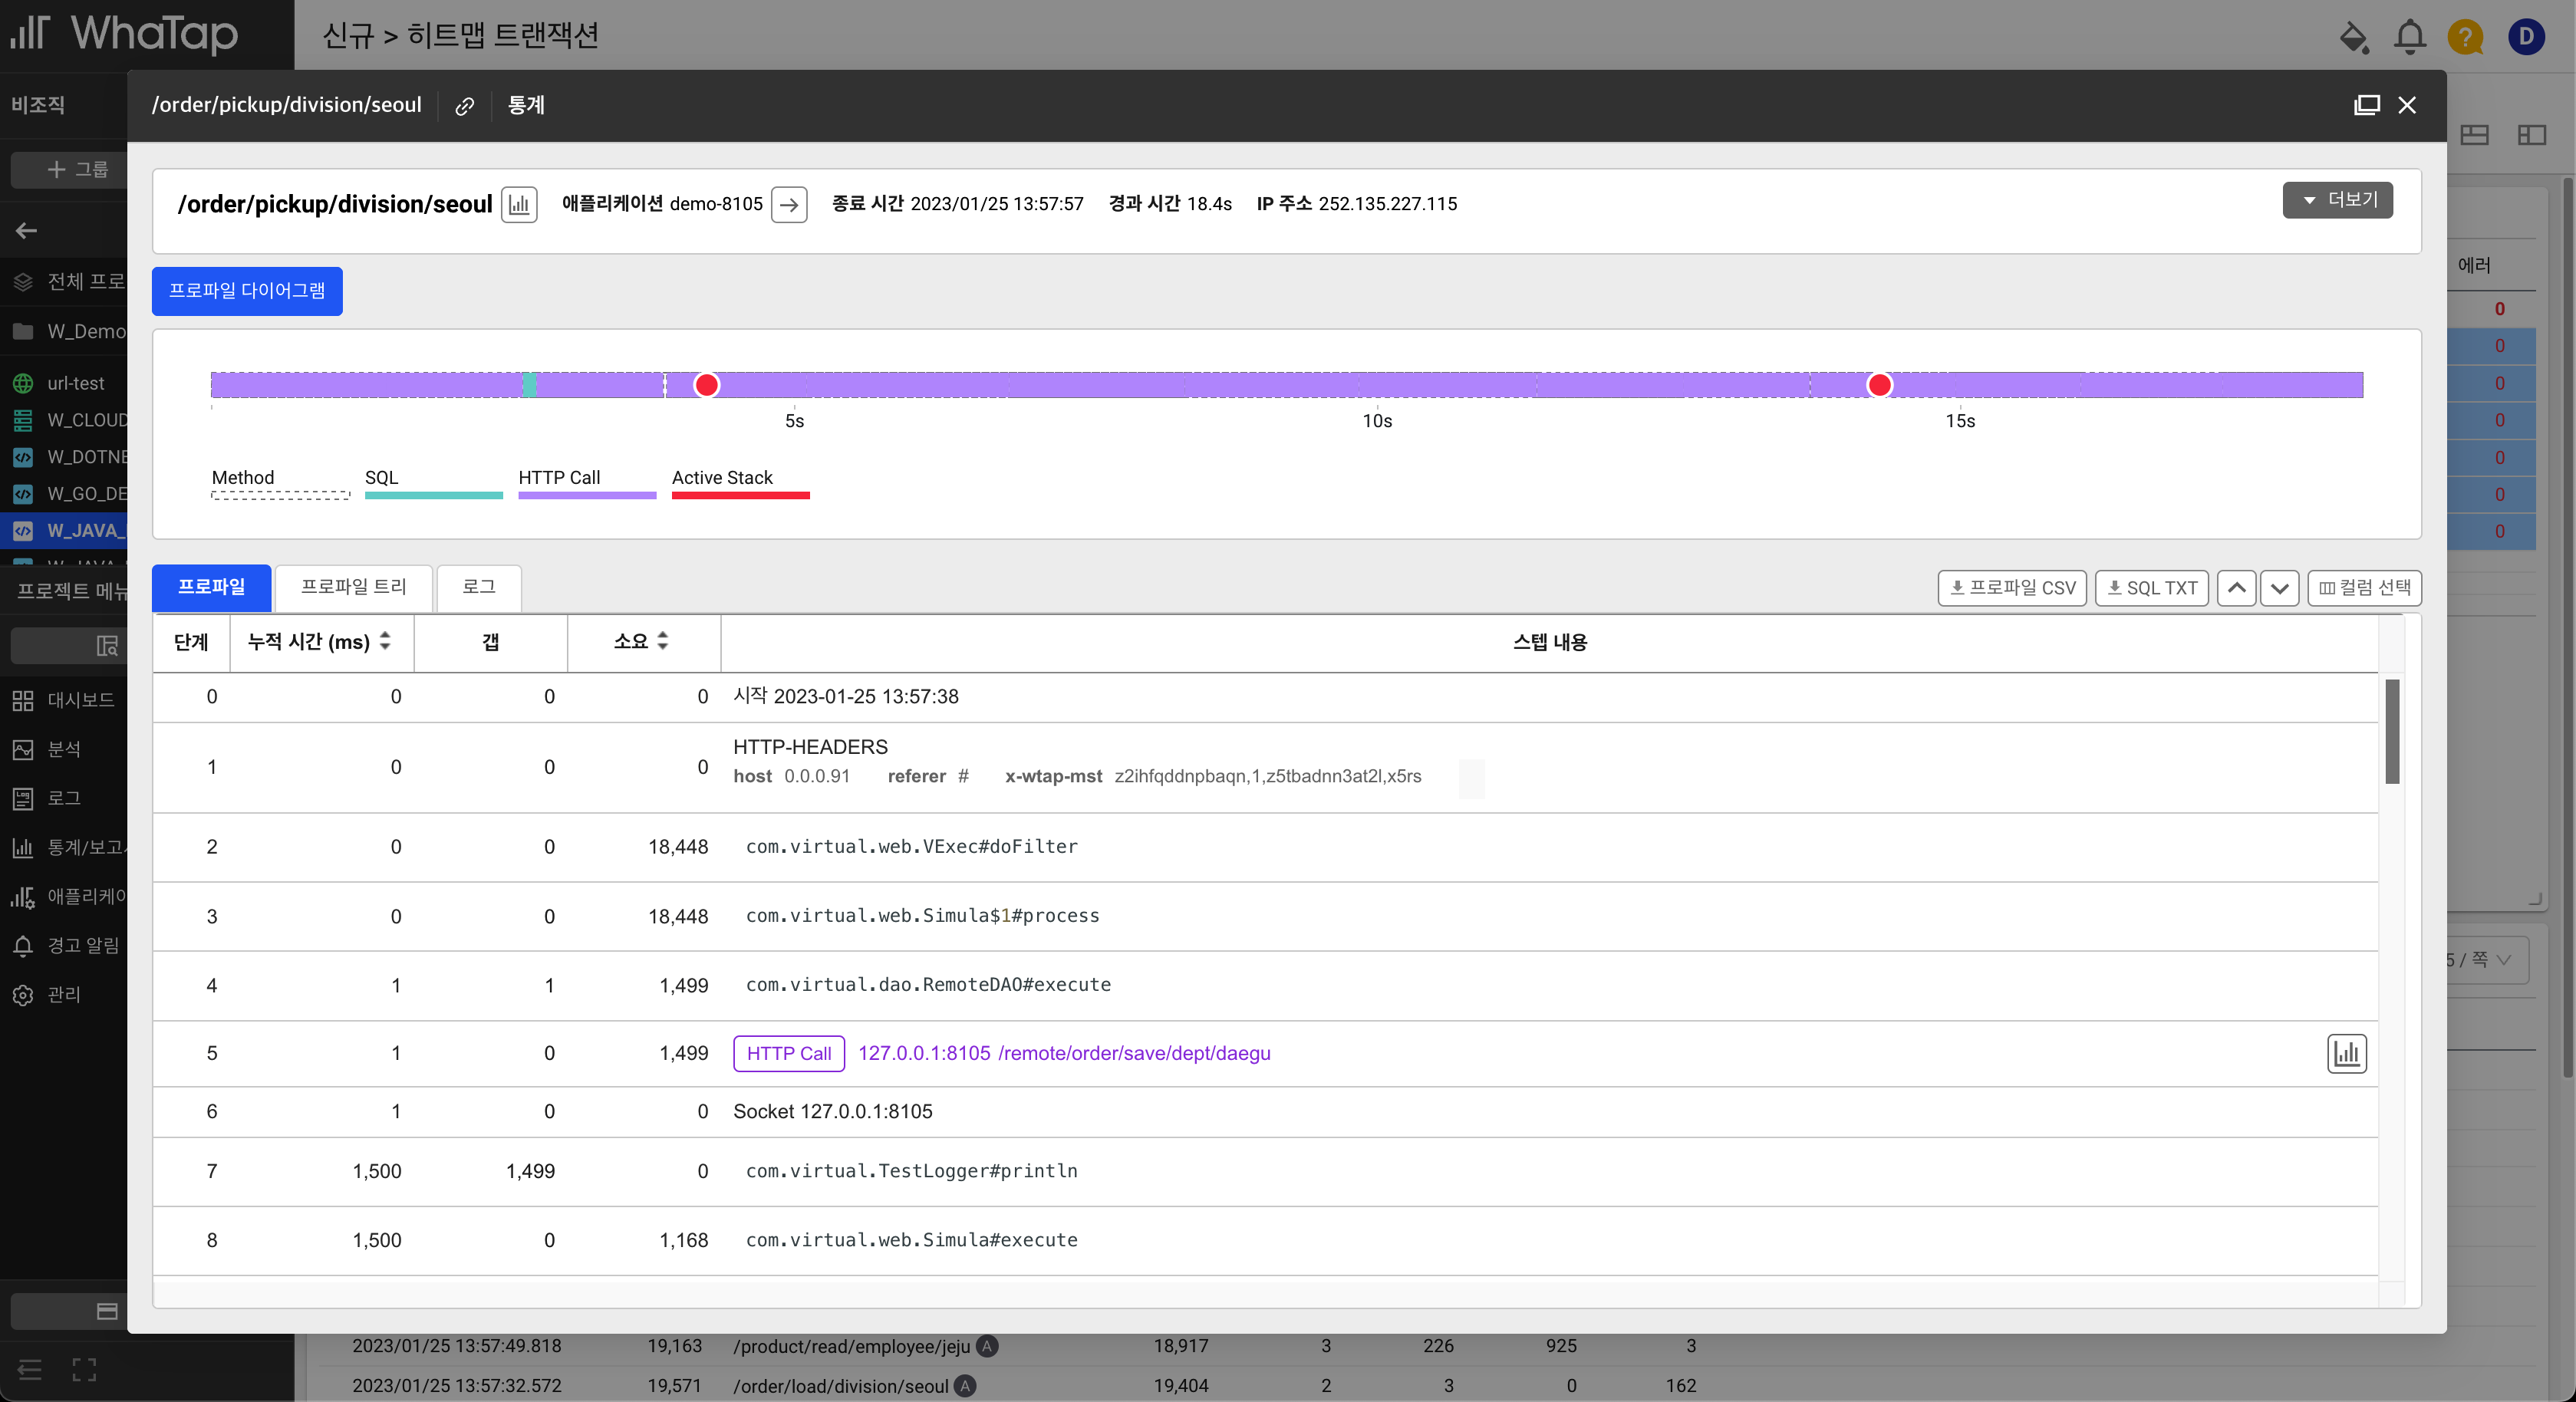 WhaTap
신규 > 히트맵 트랜잭션
?
D
비조직
+ 그룹
전체 프로
W_Demo
url-test
W_CLOUD
W_DOTNE
W_GO_DE
W_JAVA_
프로젝트 메뉴
대시보드
분석
로그
통계/보고서
애플리케이
경고 알림
관리
/order/pickup/division/seoul
통계
/order/pickup/division/seoul 애플리케이션 demo-8105 종료 시간 2023/01/25 13:57:57 경과 시간 18.4s IP 주소 252.135.227.115
더보기
프로파일 다이어그램
5s 10s 15s
Method SQL HTTP Call Active Stack
프로파일 프로파일 트리 로그
프로파일 CSV SQL TXT 컬럼 선택
단계 누적 시간 (ms) 갭 소요 스텝 내용
0 0 0 0 시작 2023-01-25 13:57:38
1 0 0 0 HTTP-HEADERS
host 0.0.0.91 referer # x-wtap-mst z2ihfqddnpbaqn,1,z5tbadnn3at2l,x5rs
2 0 0 18,448 com.virtual.web.VExec#doFilter
3 0 0 18,448 com.virtual.web.Simula$1#process
4 1 1 1,499 com.virtual.dao.RemoteDAO#execute
5 1 0 1,499 HTTP Call 127.0.0.1:8105 /remote/order/save/dept/daegu
6 1 0 0 Socket 127.0.0.1:8105
7 1,500 1,499 0 com.virtual.TestLogger#println
8 1,500 0 1,168 com.virtual.web.Simula#execute
에러
0
0
0
0
0
0
0
5 / 쪽
2023/01/25 13:57:49.818 19,163 /product/read/employee/jeju A 18,917 3 226 925 3
2023/01/25 13:57:32.572 19,571 /order/load/division/seoul A 19,404 2 3 0 162